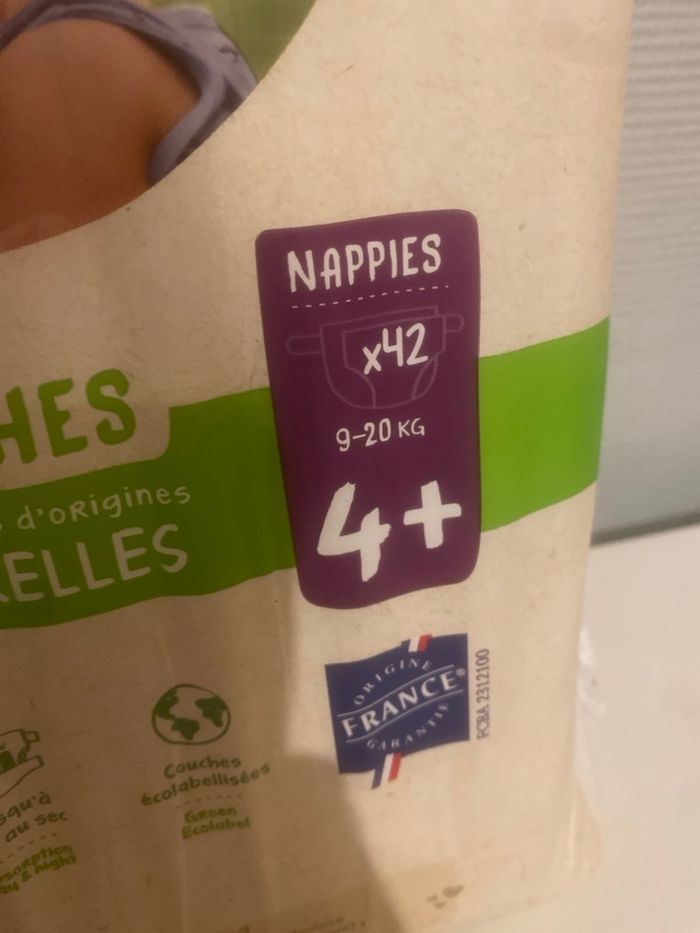 NAPPIES
x42
9-20 KG
4+
HES
d'ORiGiNES
ELLES
ORIGINE
FRANCE®
GARANTIE
FCBA 2312100
Couches
écolabellisées
GREEN
Ecolabel
squ'à
au sec